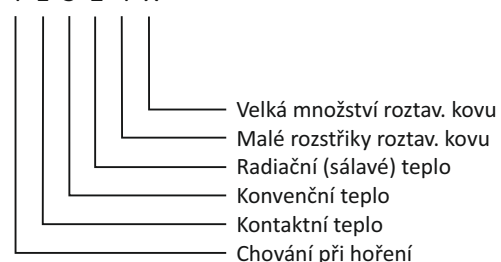 Velká množství roztav. kovu
Malé rozstřiky roztav. kovu
Radiační (sálavé) teplo
Konvenční teplo
Kontaktní teplo
Chování při hoření